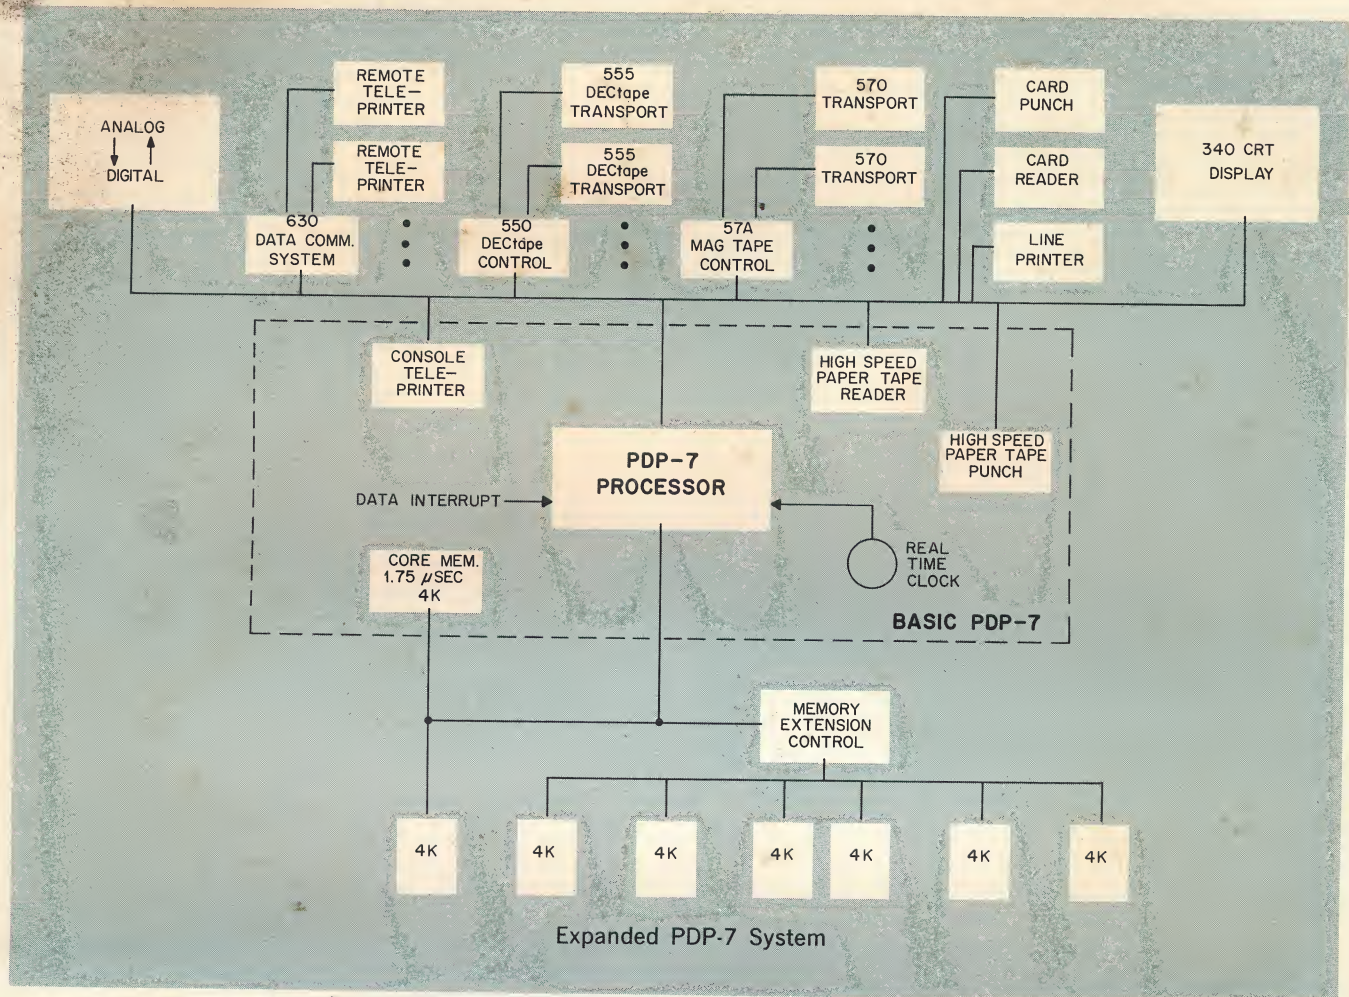 ANALOG
DIGITAL
REMOTE
TELE-
PRINTER
REMOTE
TELE-
PRINTER
630
DATA COMM.
SYSTEM
555
DECtape
TRANSPORT
555
DECtape
TRANSPORT
550
DECtape
CONTROL
570
TRANSPORT
570
TRANSPORT
57A
MAG TAPE
CONTROL
CARD
PUNCH
CARD
READER
LINE
PRINTER
340 CRT
DISPLAY
CONSOLE
TELE-
PRINTER
HIGH SPEED
PAPER TAPE
READER
HIGH SPEED
PAPER TAPE
PUNCH
PDP-7
PROCESSOR
DATA INTERRUPT
REAL
TIME
CLOCK
CORE MEM.
1.75 μSEC
4K
BASIC PDP-7
MEMORY
EXTENSION
CONTROL
4K
4K
4K
4K
4K
4K
4K
Expanded PDP-7 System